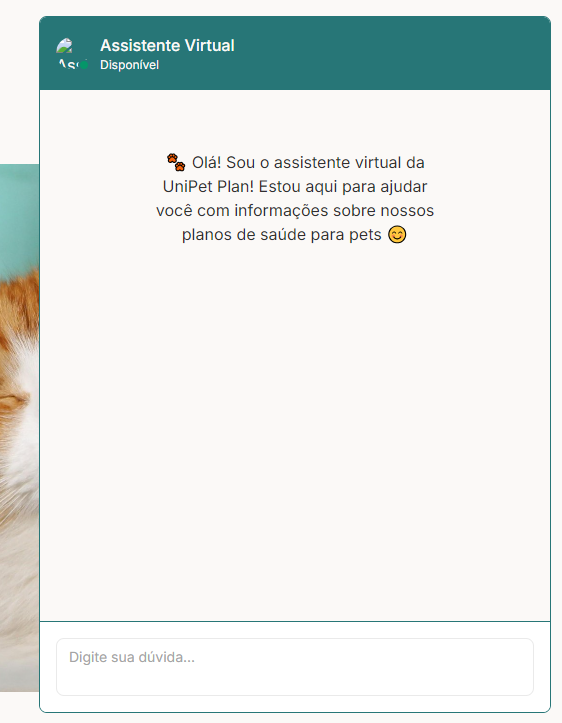 Assistente Virtual
Disponível
🐾 Olá! Sou o assistente virtual da
UniPet Plan! Estou aqui para ajudar
você com informações sobre nossos
planos de saúde para pets 😊
Digite sua dúvida...